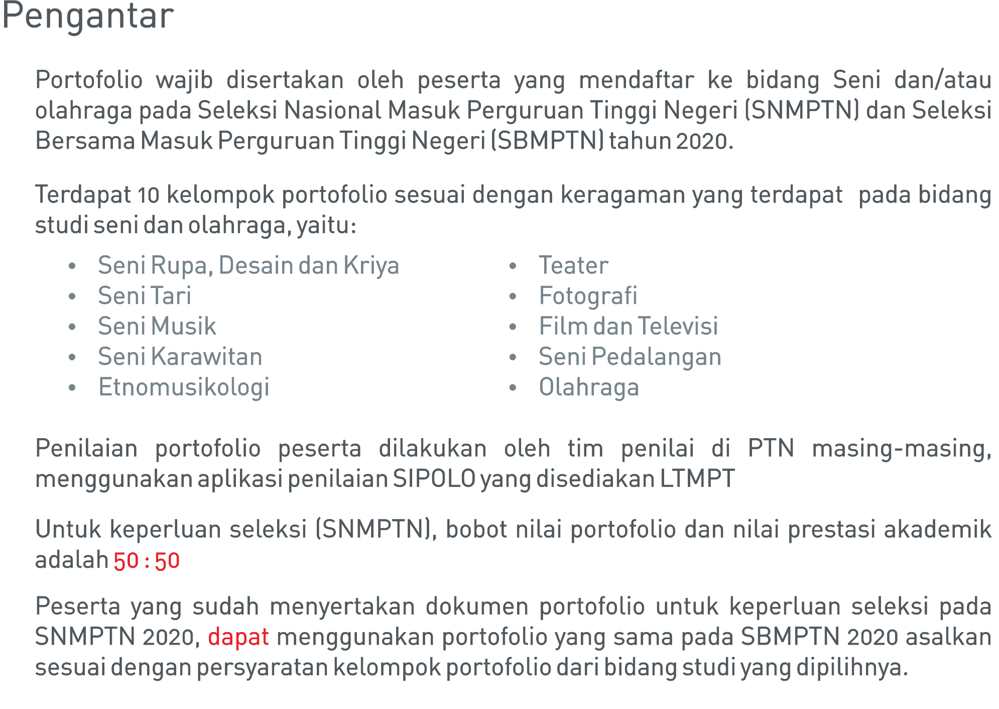 Pengantar
Portofolio wajib disertakan oleh peserta yang mendaftar ke bidang Seni dan/atau
olahraga pada Seleksi Nasional Masuk Perguruan Tinggi Negeri (SNMPTN) dan Seleksi
Bersama Masuk Perguruan Tinggi Negeri (SBMPTN) tahun 2020.
Terdapat 10 kelompok portofolio sesuai dengan keragaman yang terdapat pada bidang
studi seni dan olahraga, yaitu:
• Seni Rupa, Desain dan Kriya
• Seni Tari
• Seni Musik
• Seni Karawitan
• Etnomusikologi
• Teater
• Fotografi
• Film dan Televisi
• Seni Pedalangan
• Olahraga
Penilaian portofolio peserta dilakukan oleh tim penilai di PTN masing-masing,
menggunakan aplikasi penilaian SIPOLO yang disediakan LTMPT
Untuk keperluan seleksi (SNMPTN), bobot nilai portofolio dan nilai prestasi akademik
adalah 50 : 50
Peserta yang sudah menyertakan dokumen portofolio untuk keperluan seleksi pada
SNMPTN 2020, dapat menggunakan portofolio yang sama pada SBMPTN 2020 asalkan
sesuai dengan persyaratan kelompok portofolio dari bidang studi yang dipilihnya.